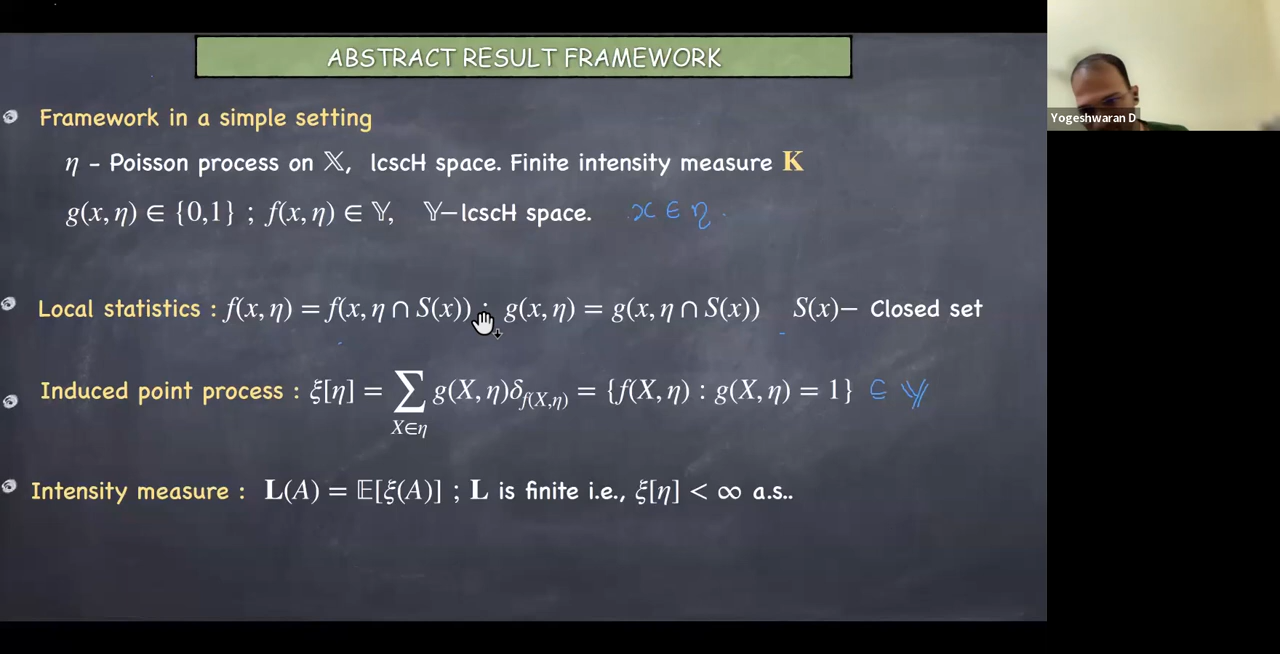 ABSTRACT RESULT FRAMEWORK
Yogeshwaran D
Framework in a simple setting
η - Poisson process on 𝕏, lcscH space. Finite intensity measure K
g(x, η) ∈ {0,1} ; f(x, η) ∈ 𝕐, 𝕐−lcscH space. x ∈ η
Local statistics : f(x, η) = f(x, η ∩ S(x)) ; g(x, η) = g(x, η ∩ S(x)) S(x)− Closed set
Induced point process : ξ[η] = ∑_{X∈η} g(X, η)δ_{f(X,η)} = {f(X, η) : g(X, η) = 1} ⊆ 𝕐
Intensity measure : L(A) = 𝔼[ξ(A)] ; L is finite i.e., ξ[η] < ∞ a.s..